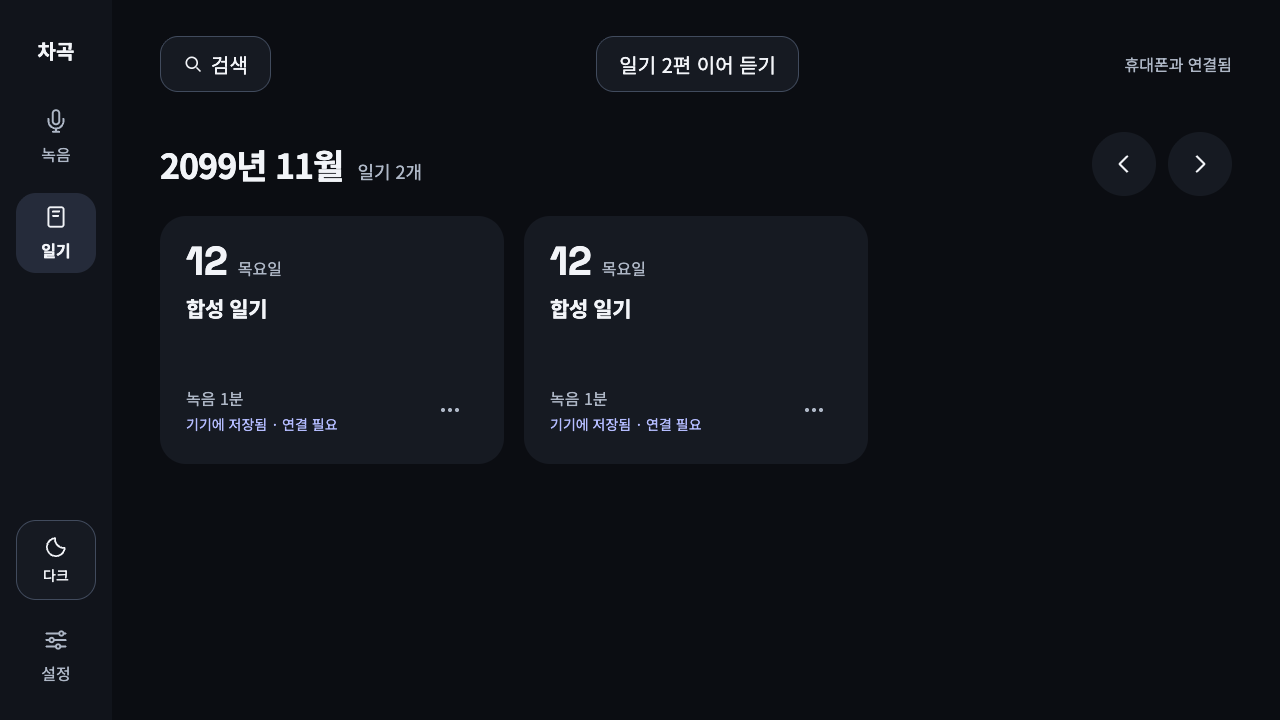 차곡
녹음
일기
다크
설정
검색
일기 2편 이어 듣기
휴대폰과 연결됨
2099년 11월 일기 2개
12 목요일
합성 일기
녹음 1분
기기에 저장됨 · 연결 필요
12 목요일
합성 일기
녹음 1분
기기에 저장됨 · 연결 필요